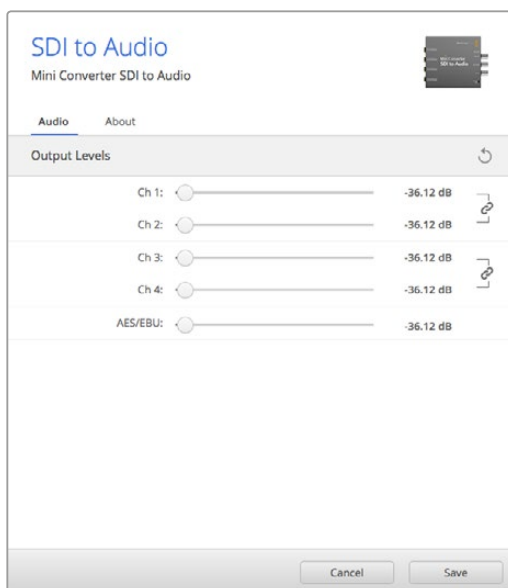 SDI to Audio
Mini Converter SDI to Audio
Audio About
Output Levels
Ch 1: -36.12 dB
Ch 2: -36.12 dB
Ch 3: -36.12 dB
Ch 4: -36.12 dB
AES/EBU: -36.12 dB
Cancel Save